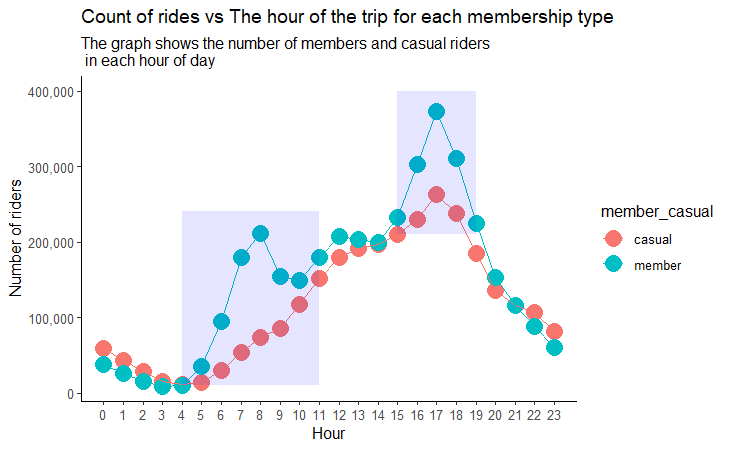 Count of rides vs The hour of the trip for each membership type
The graph shows the number of members and casual riders
in each hour of day
400,000
300,000
200,000
100,000
0
Number of riders
0 1 2 3 4 5 6 7 8 9 10 11 12 13 14 15 16 17 18 19 20 21 22 23
Hour
member_casual
casual
member